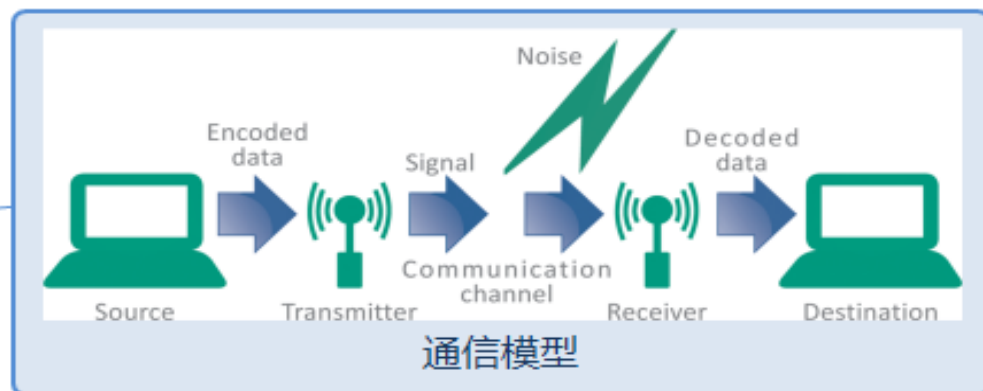 Noise
Encoded
data
Signal
Decoded
data
Communication
channel
Source
Transmitter
Receiver
Destination
通信模型